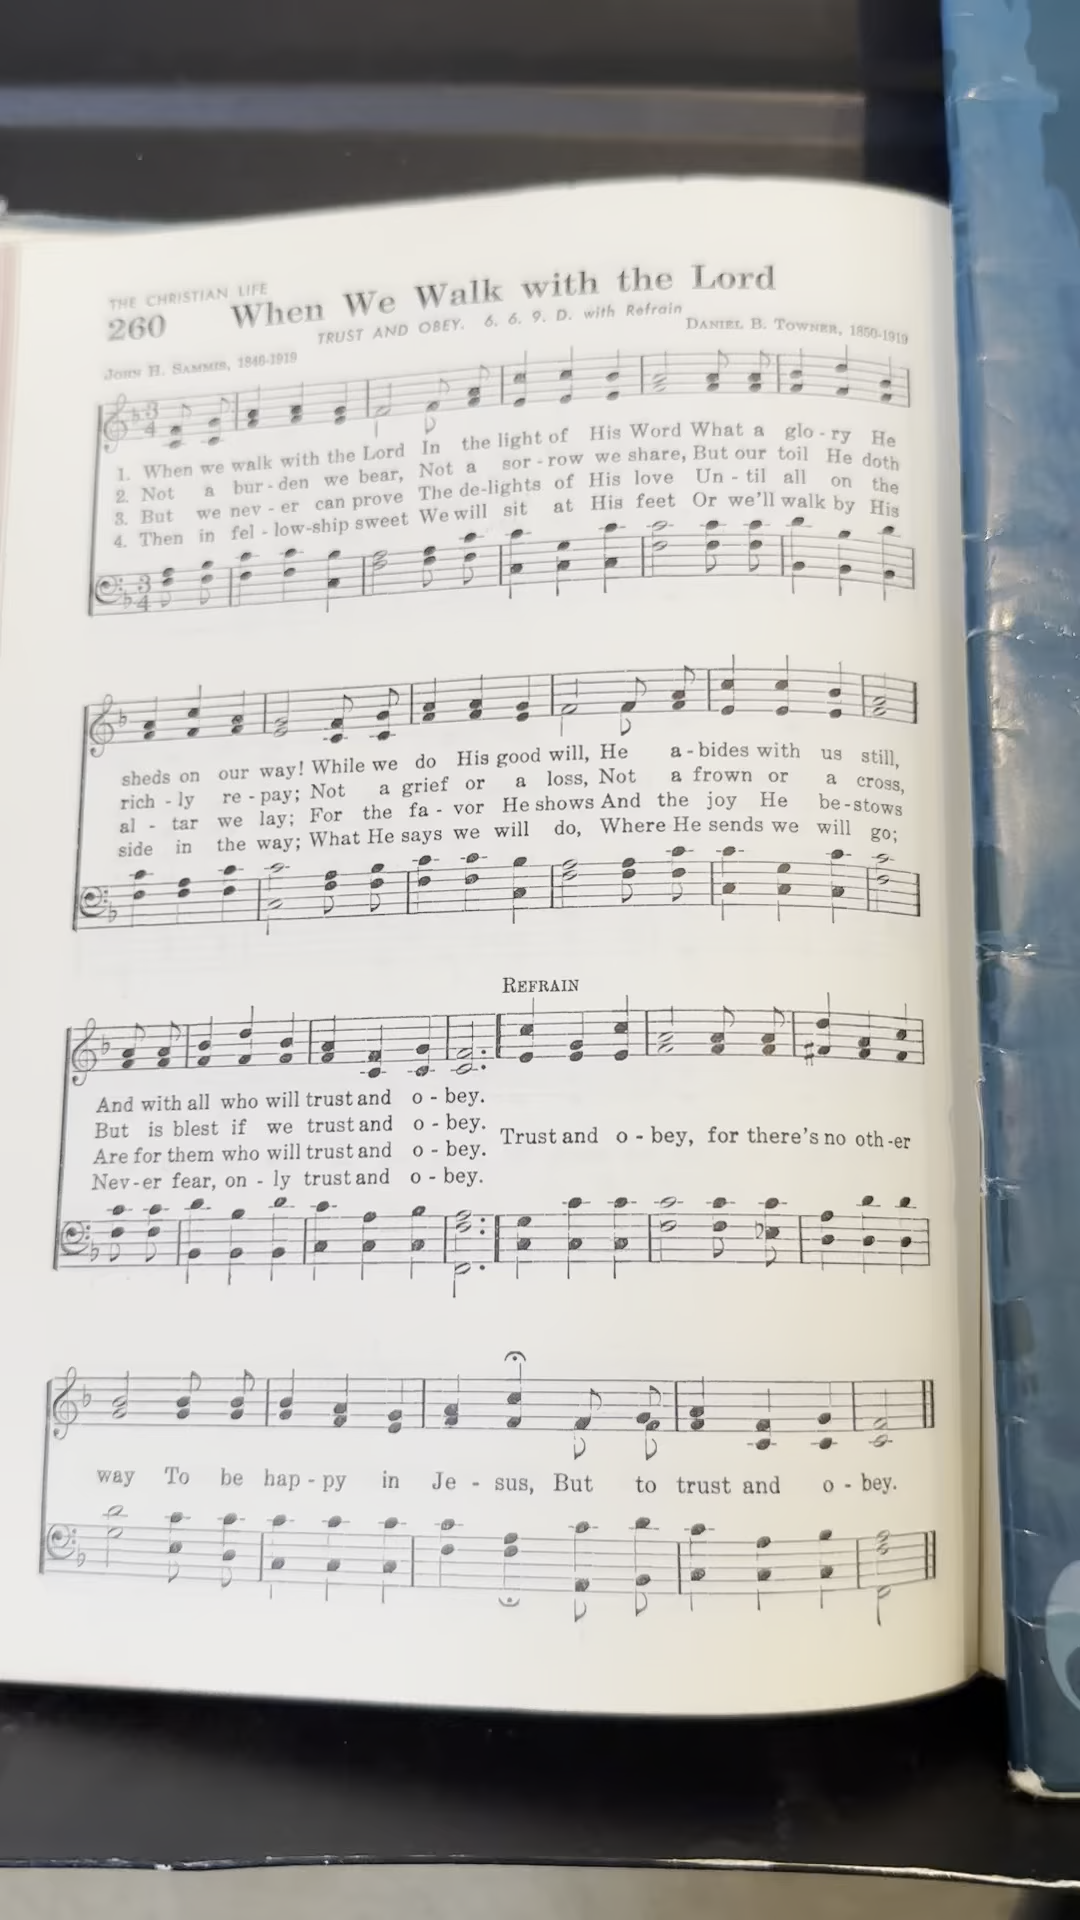 THE CHRISTIAN LIFE
260 When We Walk with the Lord
TRUST AND OBEY. 6. 6. 9. D. with Refrain
JOHN H. SAMMIS, 1846-1919
DANIEL B. TOWNER, 1850-1919
3 4
1. When we walk with the Lord In the light of His Word What a glo - ry He
2. Not a bur - den we bear, Not a sor - row we share, But our toil He doth
3. But we nev - er can prove The de-lights of His love Un - til all on the
4. Then in fel - low-ship sweet We will sit at His feet Or we'll walk by His
3 4
sheds on our way! While we do His good will, He a - bides with us still,
rich - ly re - pay; Not a grief or a loss, Not a frown or a cross,
al - tar we lay; For the fa - vor He shows And the joy He be - stows
side in the way; What He says we will do, Where He sends we will go;
REFRAIN
And with all who will trust and o - bey.
But is blest if we trust and o - bey.
Are for them who will trust and o - bey.
Nev-er fear, on - ly trust and o - bey.
Trust and o - bey, for there's no oth-er
way To be hap - py in Je - sus, But to trust and o - bey.